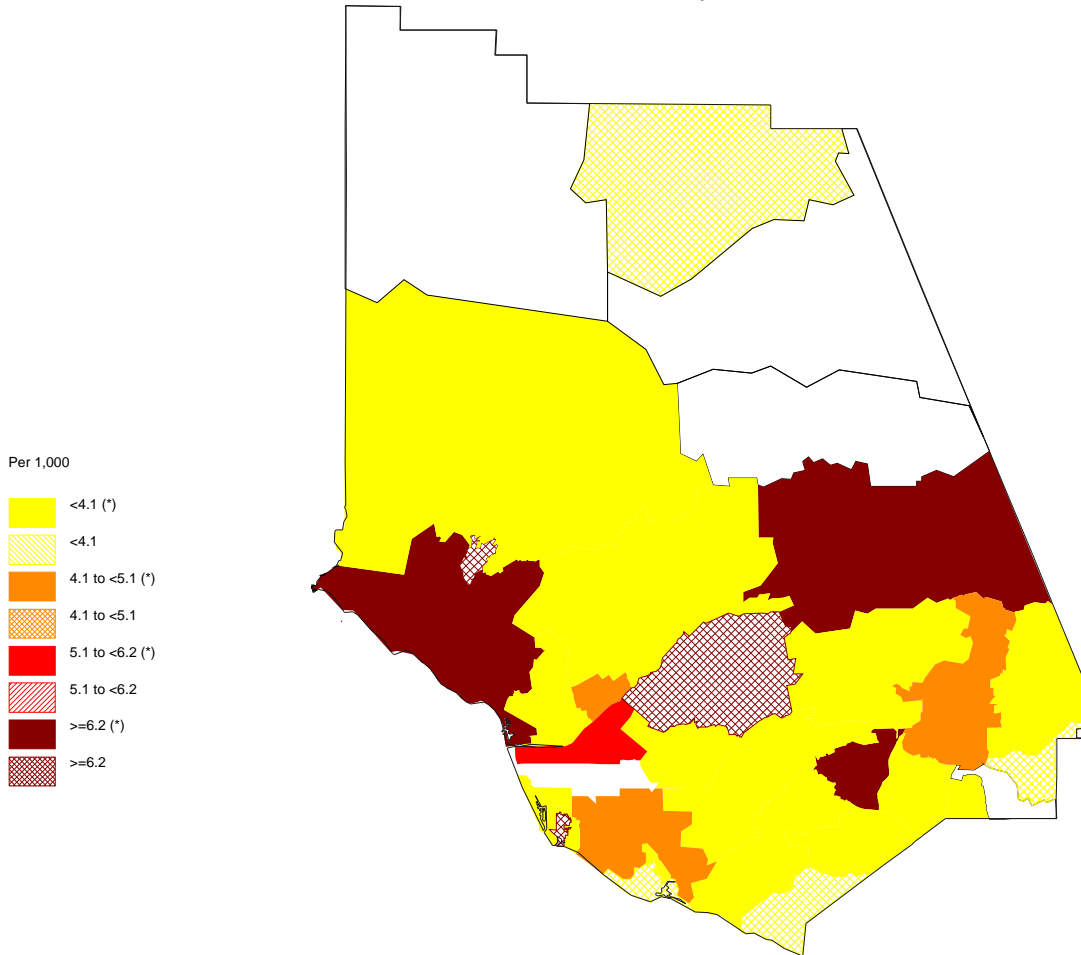 Per 1,000
<4.1 (*)
<4.1
4.1 to <5.1 (*)
4.1 to <5.1
5.1 to <6.2 (*)
5.1 to <6.2
>=6.2 (*)
>=6.2